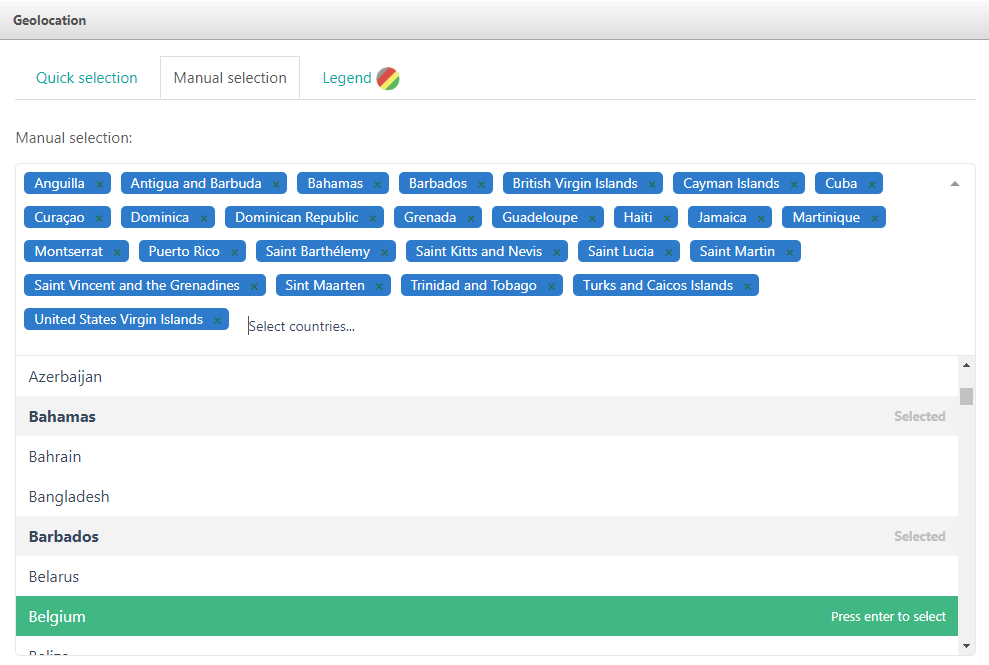 Geolocation
Quick selection Manual selection Legend
Manual selection:
Anguilla × Antigua and Barbuda × Bahamas × Barbados × British Virgin Islands × Cayman Islands × Cuba ×
Curaçao × Dominica × Dominican Republic × Grenada × Guadeloupe × Haiti × Jamaica × Martinique ×
Montserrat × Puerto Rico × Saint Barthélemy × Saint Kitts and Nevis × Saint Lucia × Saint Martin ×
Saint Vincent and the Grenadines × Sint Maarten × Trinidad and Tobago × Turks and Caicos Islands ×
United States Virgin Islands × Select countries...
Azerbaijan
Bahamas Selected
Bahrain
Bangladesh
Barbados Selected
Belarus
Belgium Press enter to select
Belize